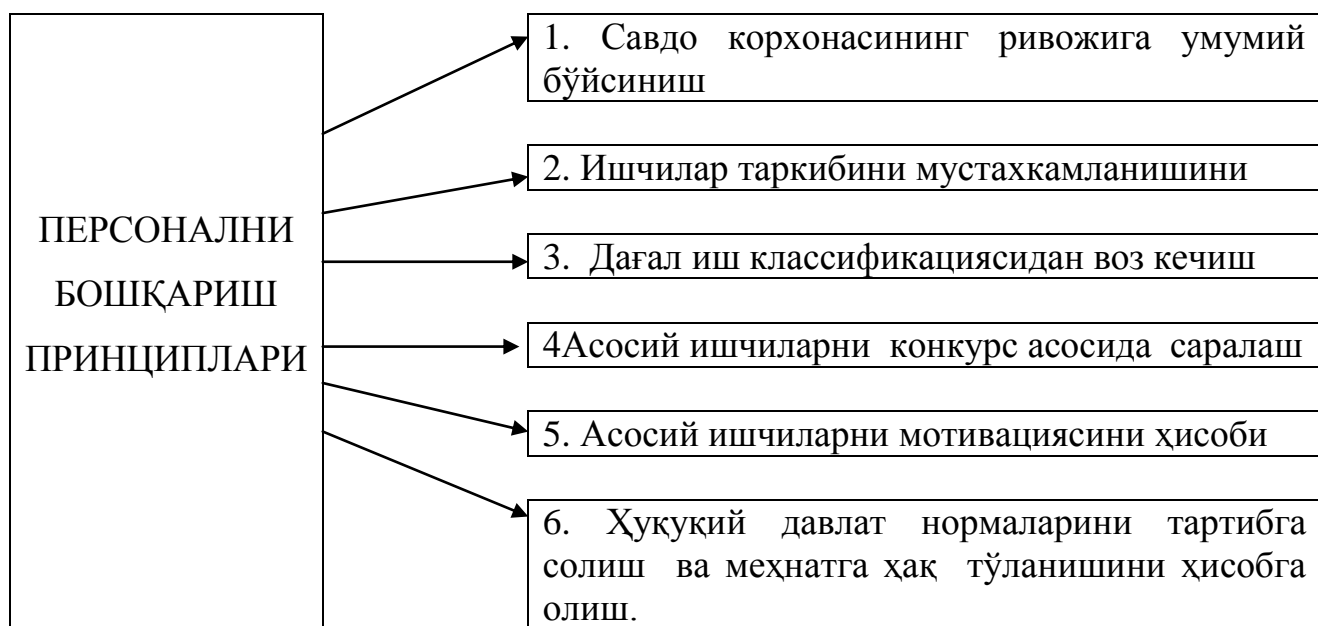 ПЕРСОНАЛНИ
БОШҚАРИШ
ПРИНЦИПЛАРИ
1. Савдо корхонасининг ривожига умумий
бўйсиниш
2. Ишчилар таркибини мустахкамланишини
3. Дағал иш классификациясидан воз кечиш
4Асосий ишчиларни конкурс асосида саралаш
5. Асосий ишчиларни мотивациясини ҳисоби
6. Ҳуқуқий давлат нормаларини тартибга
солиш ва меҳнатга ҳақ тўланишини ҳисобга
олиш.